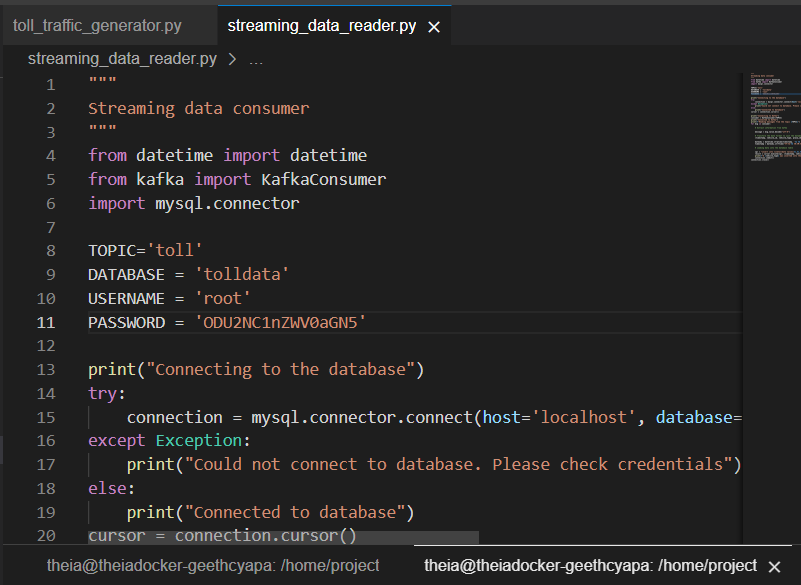 toll_traffic_generator.py
streaming_data_reader.py ×
streaming_data_reader.py > ...
1 """
2 Streaming data consumer
3 """
4 from datetime import datetime
5 from kafka import KafkaConsumer
6 import mysql.connector
7
8 TOPIC='toll'
9 DATABASE = 'tolldata'
10 USERNAME = 'root'
11 PASSWORD = 'ODU2NC1nZWV0aGN5'
12
13 print("Connecting to the database")
14 try:
15     connection = mysql.connector.connect(host='localhost', database=
16 except Exception:
17     print("Could not connect to database. Please check credentials")
18 else:
19     print("Connected to database")
20 cursor = connection.cursor()
theia@theiadocker-geethcyapa: /home/project
theia@theiadocker-geethcyapa: /home/project ×